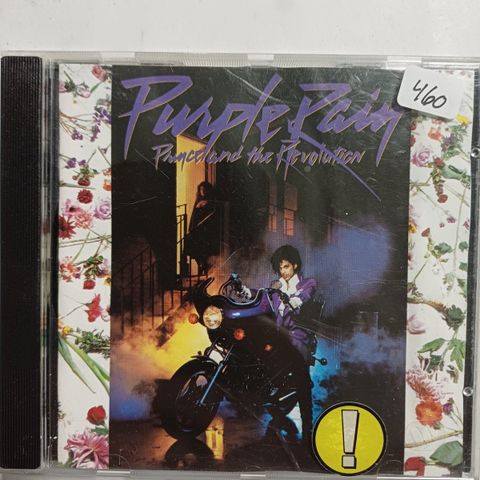 Purple Rain
Prince and the Revolution
460
!